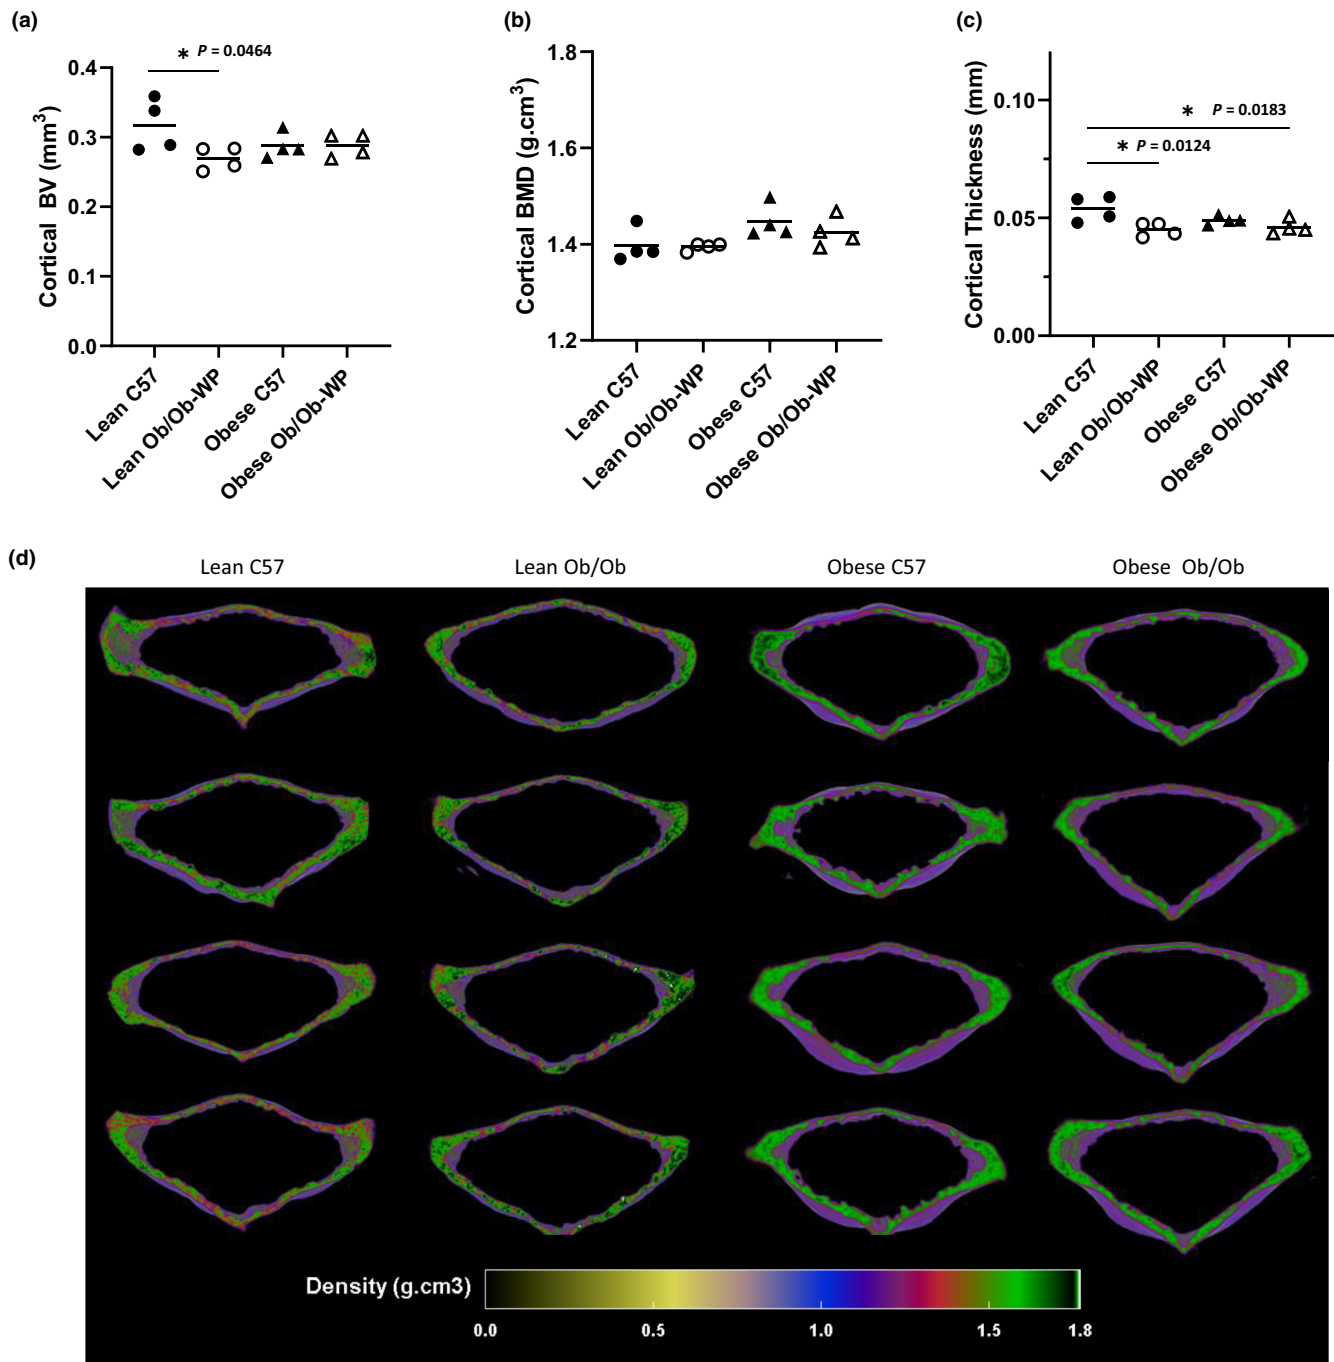 (a)
* P = 0.0464
Cortical BV (mm3)
0.4
0.3
0.2
0.1
0.0
Lean C57
Lean Ob/Ob-WP
Obese C57
Obese Ob/Ob-WP
(b)
Cortical BMD (g.cm3)
1.8
1.6
1.4
1.2
Lean C57
Lean Ob/Ob-WP
Obese C57
Obese Ob/Ob-WP
(c)
Cortical Thickness (mm)
0.10
0.05
0.00
* P = 0.0183
* P = 0.0124
Lean C57
Lean Ob/Ob-WP
Obese C57
Obese Ob/Ob-WP
(d)
Lean C57 Lean Ob/Ob Obese C57 Obese Ob/Ob
Density (g.cm3)
0.0 0.5 1.0 1.5 1.8